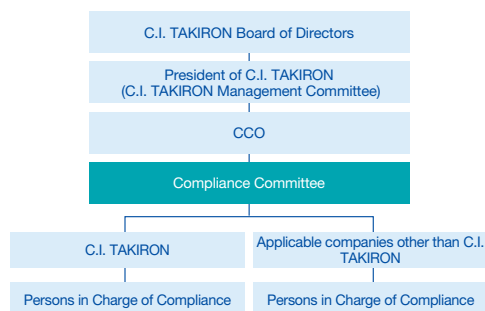 C.I. TAKIRON Board of Directors
President of C.I. TAKIRON
(C.I. TAKIRON Management Committee)
CCO
Compliance Committee
C.I. TAKIRON
Applicable companies other than C.I.
TAKIRON
Persons in Charge of Compliance
Persons in Charge of Compliance